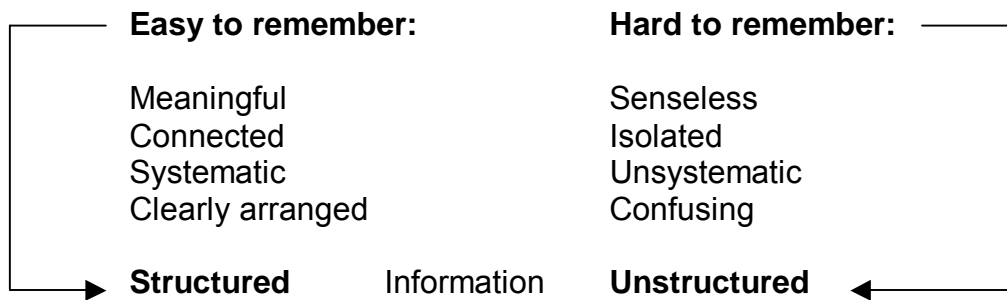 Easy to remember: Hard to remember:
Meaningful Senseless
Connected Isolated
Systematic Unsystematic
Clearly arranged Confusing
Structured Information Unstructured